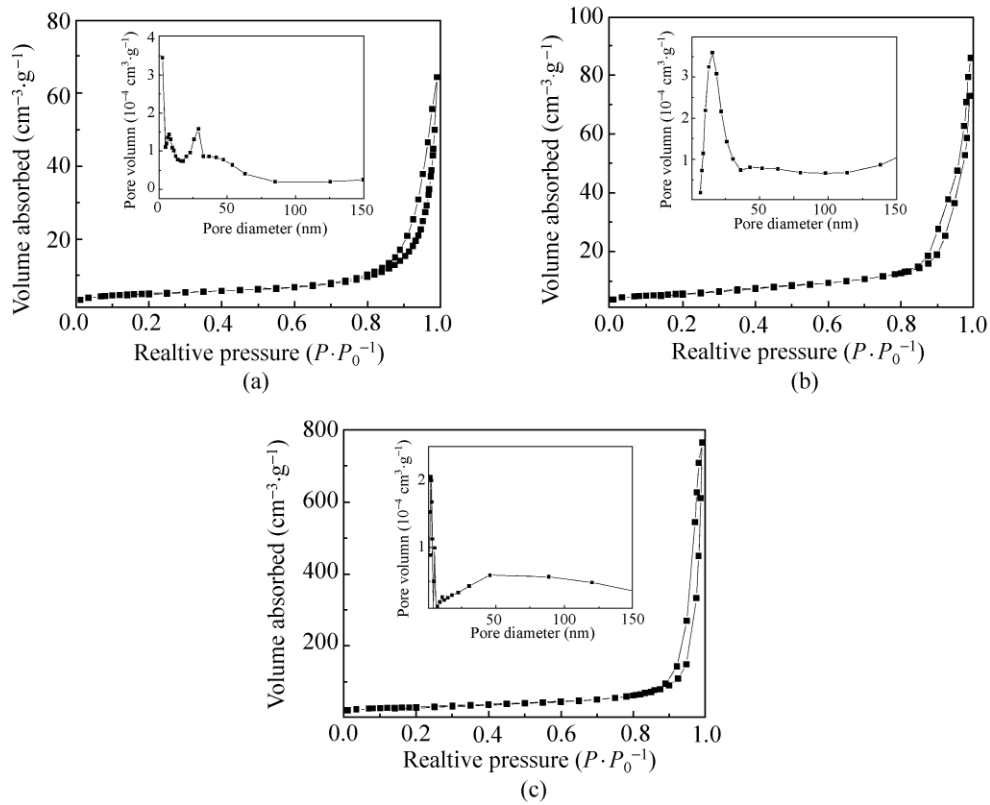 80
60
40
20
Volume absorbed (cm⁻³·g⁻¹)
4
3
2
1
0
Pore volumn (10⁻⁴ cm³·g⁻¹)
0 50 100 150
Pore diameter (nm)
0.0 0.2 0.4 0.6 0.8 1.0
Realtive pressure (P·P₀⁻¹)
(a)
100
80
60
40
20
0
Volume absorbed (cm⁻³·g⁻¹)
3
2
1
Pore volumn (10⁻⁴ cm³·g⁻¹)
50 100 150
Pore diameter (nm)
0.0 0.2 0.4 0.6 0.8 1.0
Realtive pressure (P·P₀⁻¹)
(b)
800
600
400
200
Volume absorbed (cm⁻³·g⁻¹)
2
1
Pore volumn (10⁻⁴ cm³·g⁻¹)
50 100 150
Pore diameter (nm)
0.0 0.2 0.4 0.6 0.8 1.0
Realtive pressure (P·P₀⁻¹)
(c)